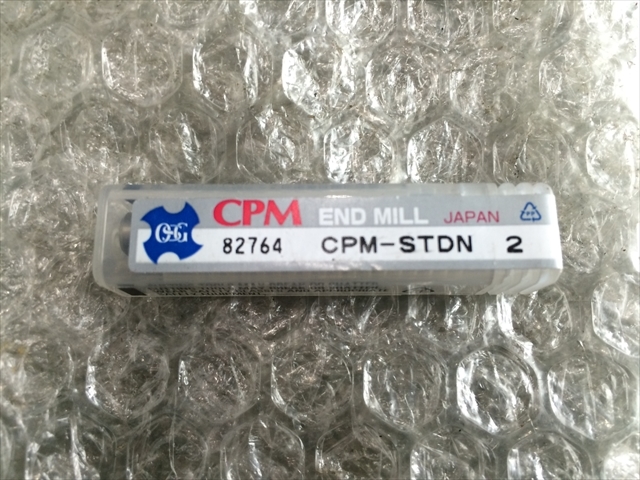 OSG CPM END MILL JAPAN
82764 CPM-STDN 2